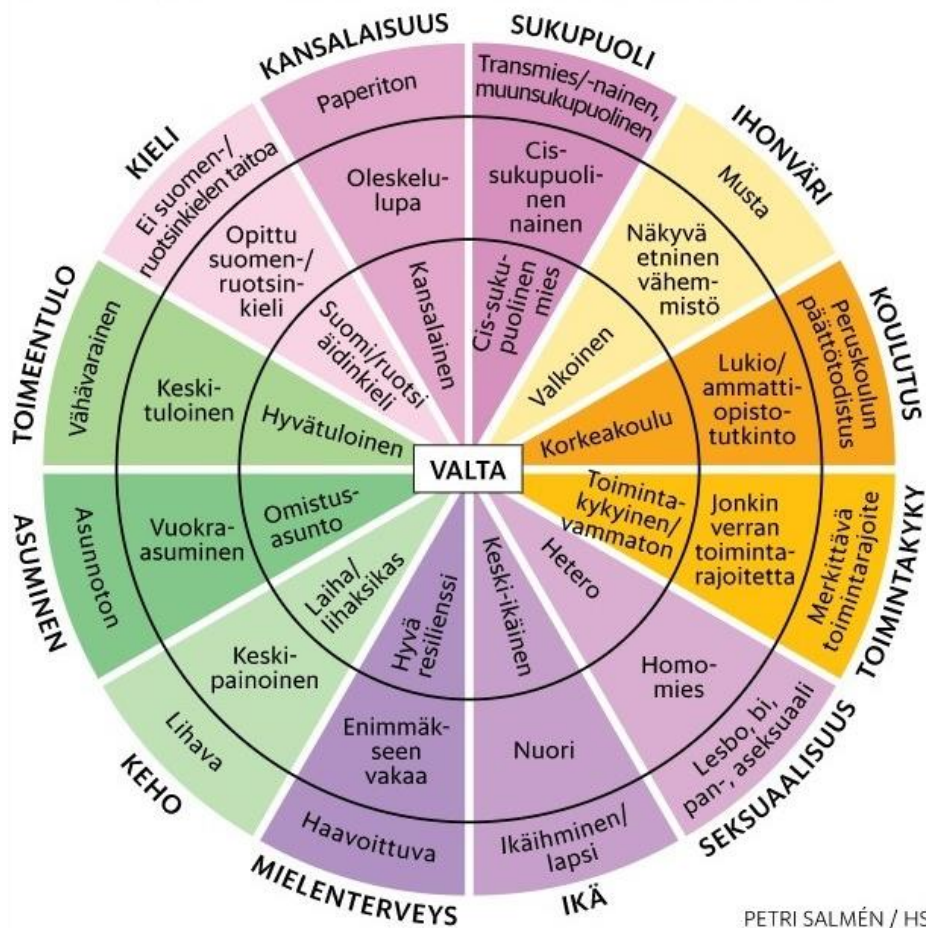 SUKUPUOLI
Transmies/-nainen,
muunsukupuolinen
Cis-
sukupuoli-
nen
nainen
Cis-suku-
puolinen
mies
IHONVÄRI
Musta
Näkyvä
etninen
vähem-
mistö
Valkoinen
KOULUTUS
Peruskoulun
päättötodistus
Lukio/
ammatti-
opisto-
tutkinto
Korkeakoulu
TOIMINTAKYKY
Merkittävä
toimintarajoite
Jonkin
verran
toiminta-
rajoitetta
Toiminta-
kykyinen/
vammaton
SEKSUAALISUUS
Lesbo, bi,
pan-, aseksuaali
Homo-
mies
Hetero
IKÄ
Ikäihminen/
lapsi
Nuori
Keski-ikäinen
MIELENTERVEYS
Haavoittuva
Enimmäk-
seen
vakaa
Hyvä
resilienssi
KEHO
Lihava
Keski-
painoinen
Laiha/
lihaksikas
ASUMINEN
Asunnoton
Vuokra-
asuminen
Omistus-
asunto
TOIMEENTULO
Vähävarainen
Keski-
tuloinen
Hyvätuloinen
KIELI
Ei suomen-/
ruotsinkielen taitoa
Opittu
suomen-/
ruotsin-
kieli
Suomi/ruotsi
äidinkieli
KANSALAISUUS
Paperiton
Oleskelu-
lupa
Kansalainen
VALTA
PETRI SALMÉN / HS